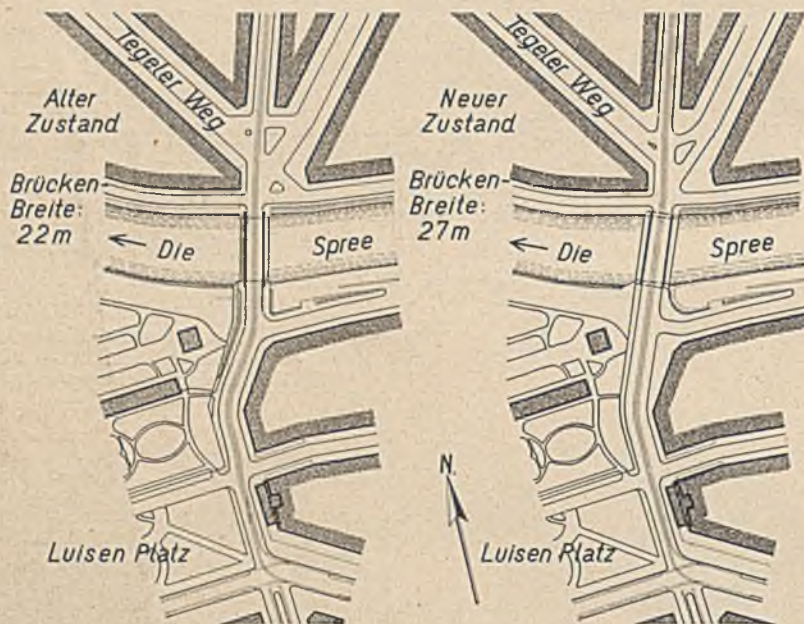 Tegeler Weg
Alter
Zustand
Brücken-
Breite:
22m
← Die Spree
Luisen Platz
Tegeler Weg
Neuer
Zustand
Brücken-
Breite:
27m
← Die Spree
N.
Luisen Platz